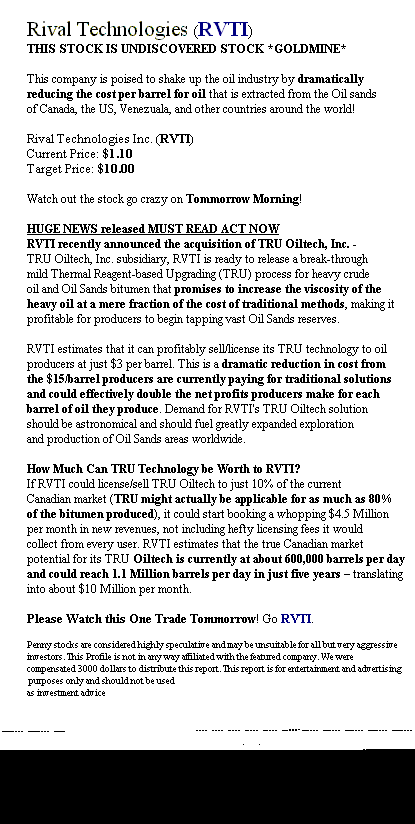 Rival Technologies (RVTI)
THIS STOCK IS UNDISCOVERED STOCK *GOLDMINE*
This company is poised to shake up the oil industry by dramatically
reducing the cost per barrel for oil that is extracted from the Oil sands
of Canada, the US, Venezuala, and other countries around the world!
Rival Technologies Inc. (RVTI)
Current Price: $1.10
Target Price: $10.00
Watch out the stock go crazy on Tommorrow Morning!
HUGE NEWS released MUST READ ACT NOW
RVTI recently announced the acquisition of TRU Oiltech, Inc. -
TRU Oiltech, Inc. subsidiary, RVTI is ready to release a break-through
mild Thermal Reagent-based Upgrading (TRU) process for heavy crude
oil and Oil Sands bitumen that promises to increase the viscosity of the
heavy oil at a mere fraction of the cost of traditional methods, making it
profitable for producers to begin tapping vast Oil Sands reserves.
RVTI estimates that it can profitably sell/license its TRU technology to oil
producers at just $3 per barrel. This is a dramatic reduction in cost from
the $15/barrel producers are currently paying for traditional solutions
and could effectively double the net profits producers make for each
barrel of oil they produce. Demand for RVTI's TRU Oiltech solution
should be astronomical and should fuel greatly expanded exploration
and production of Oil Sands areas worldwide.
How Much Can TRU Technology be Worth to RVTI?
If RVTI could license/sell TRU Oiltech to just 10% of the current
Canadian market (TRU might actually be applicable for as much as 80%
of the bitumen produced), it could start booking a whopping $4.5 Million
per month in new revenues, not including hefty licensing fees it would
collect from every user. RVTI estimates that the true Canadian market
potential for its TRU Oiltech is currently at about 600,000 barrels per day
and could reach 1.1 Million barrels per day in just five years – translating
into about $10 Million per month.
Please Watch this One Trade Tommorow! Go RVTI.
Penny stocks are considered highly speculative and may be unsuitable for all but very aggressive
investors. This Profile is not in any way affiliated with the featured company. We were
compensated 3000 dollars to distribute this report. This report is for entertainment and advertising
purposes only and should not be used
as investment advice